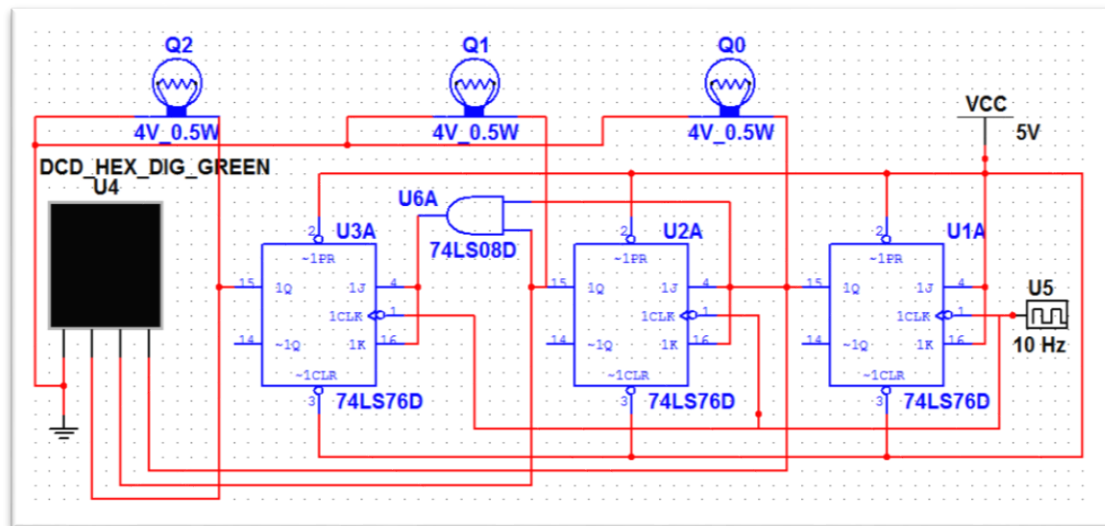 Q2
Q1
Q0
4V_0.5W
4V_0.5W
4V_0.5W
VCC
5V
DCD_HEX_DIG_GREEN
U4
U6A
74LS08D
U3A
2
~1PR
15
1Q
1J
4
1CLK
1
14
~1Q
1K
16
~1CLR
3
74LS76D
U2A
2
~1PR
15
1Q
1J
4
1CLK
1
14
~1Q
1K
16
~1CLR
3
74LS76D
U1A
2
~1PR
15
1Q
1J
4
1CLK
1
14
~1Q
1K
16
~1CLR
3
74LS76D
U5
10 Hz